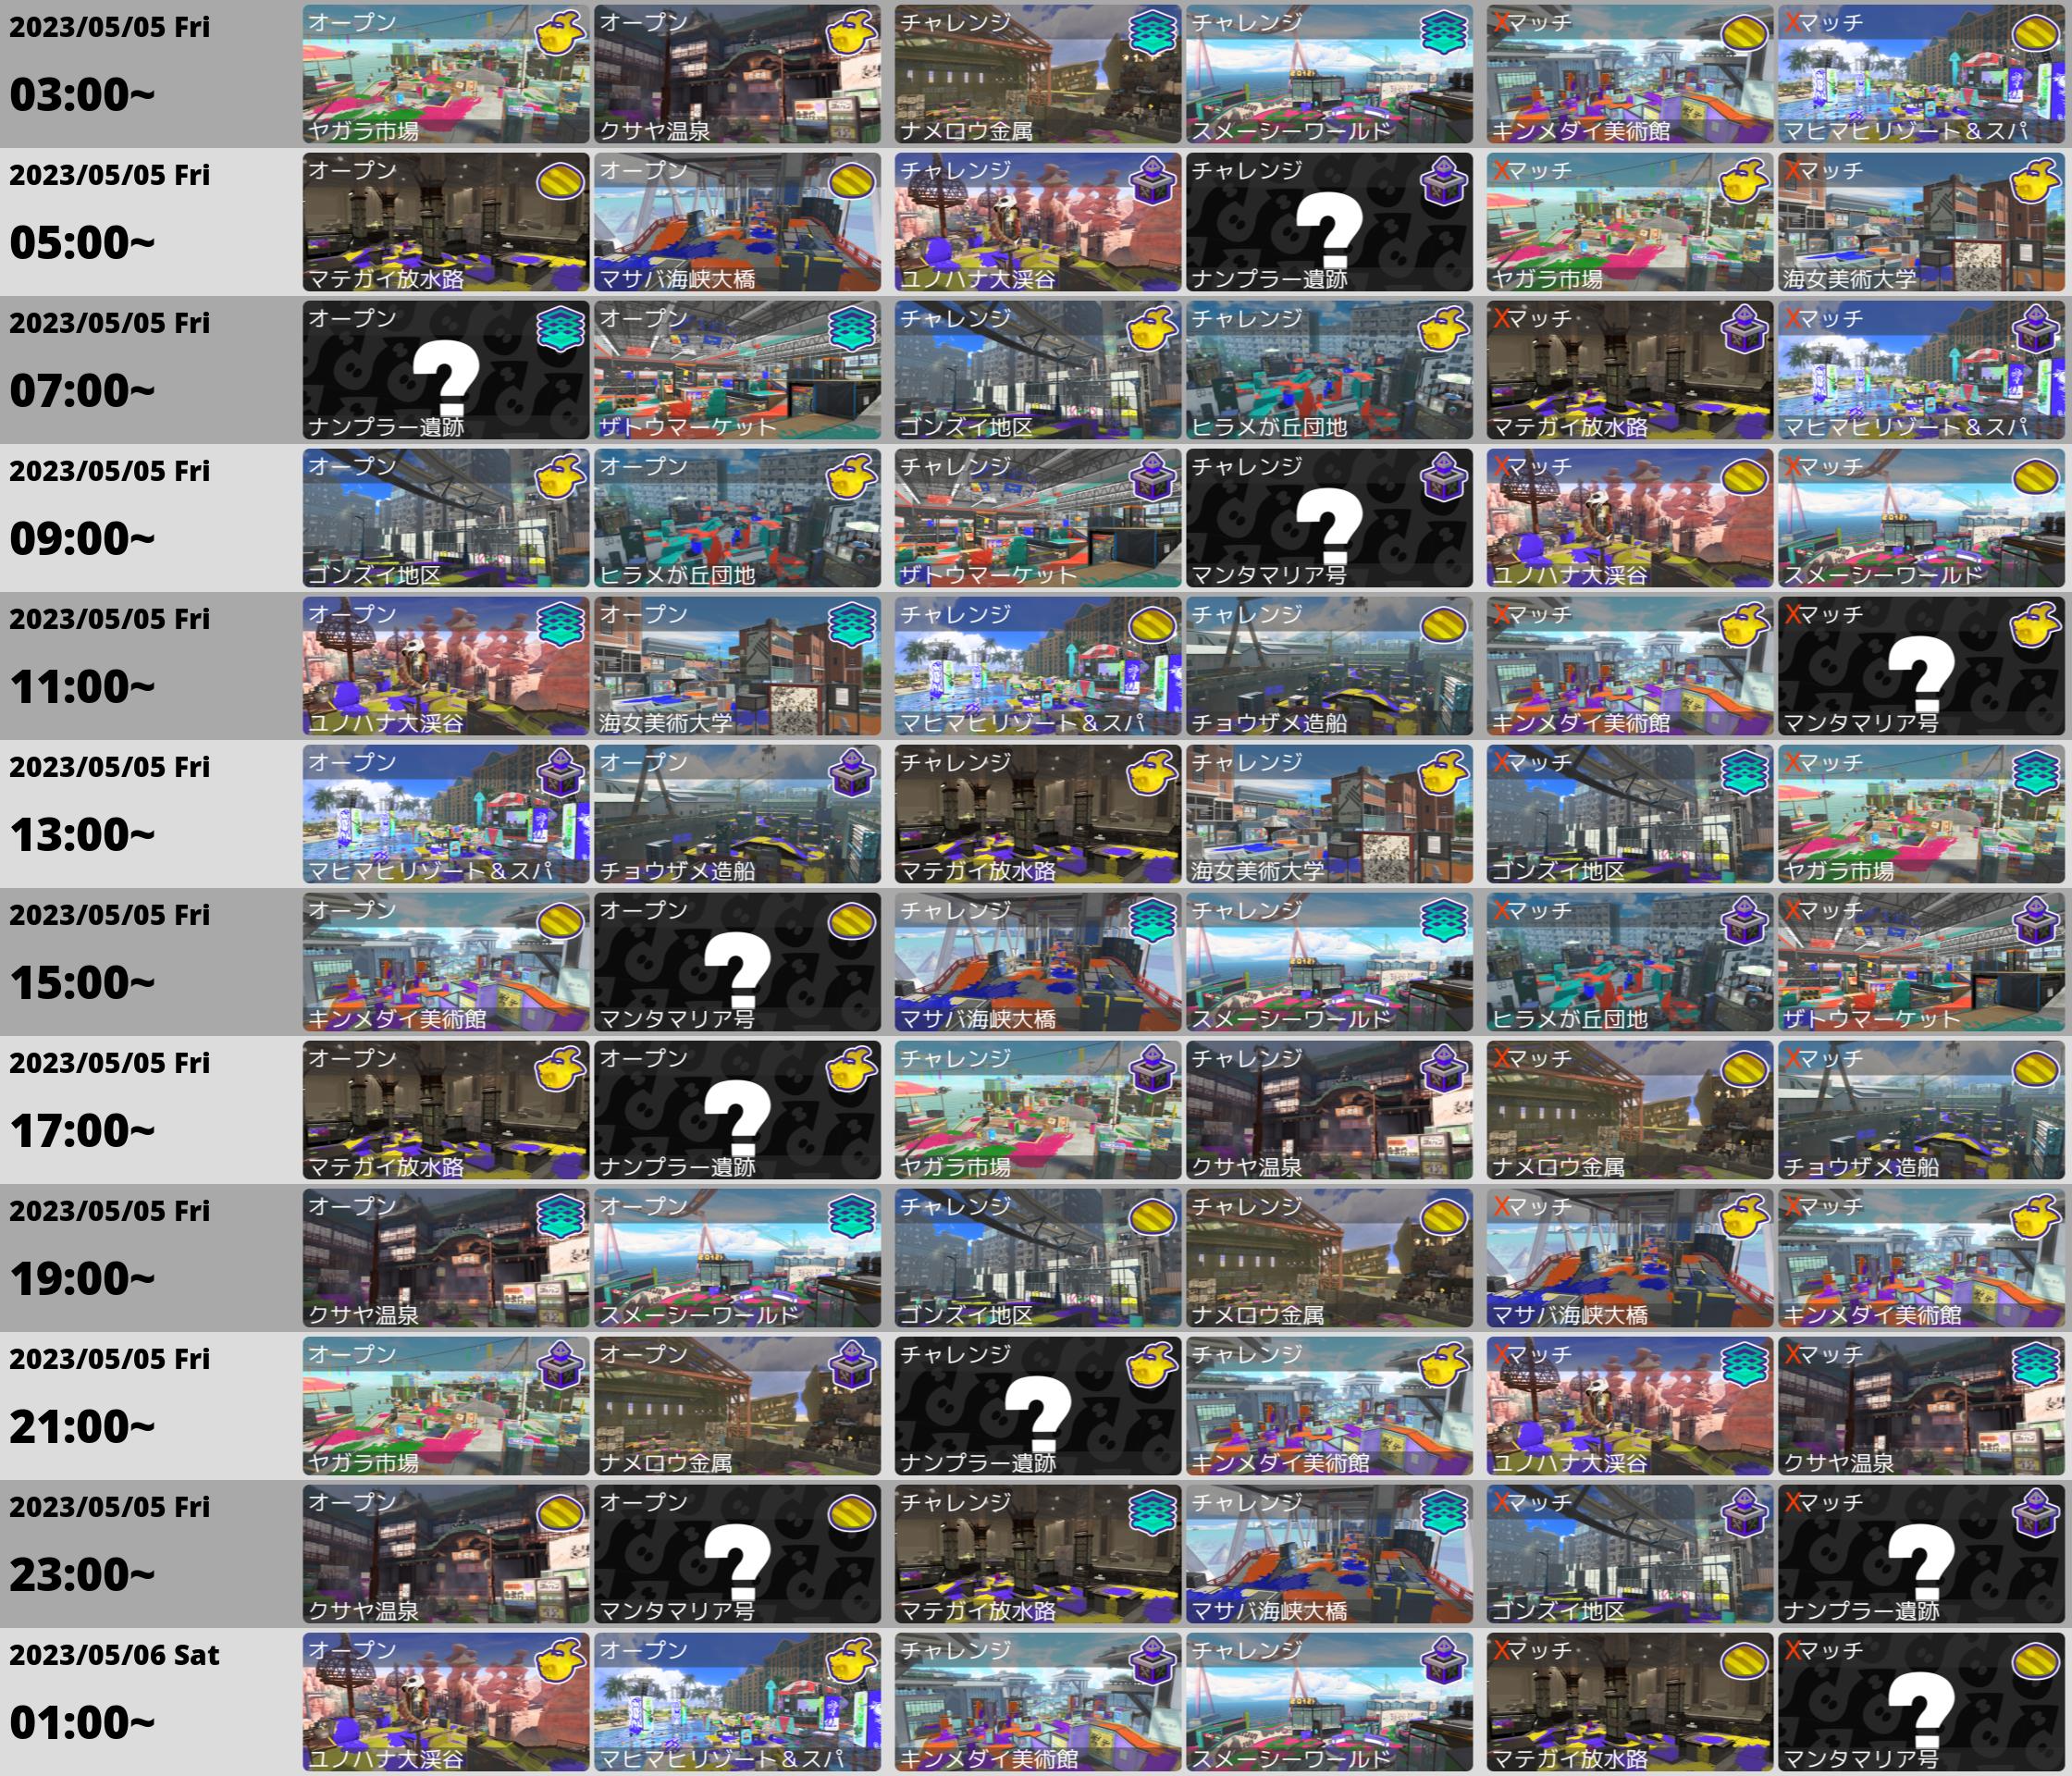 2023/05/05 Fri
03:00~
オープン オープン チャレンジ チャレンジ Xマッチ Xマッチ
ヤガラ市場 クサヤ温泉 ナメロウ金属 スメーシーワールド キンメダイ美術館 マヒマヒリゾート＆スパ
2023/05/05 Fri
05:00~
オープン オープン チャレンジ チャレンジ Xマッチ Xマッチ
マテガイ放水路 マサバ海峡大橋 ユノハナ大渓谷 ナンプラー遺跡 ヤガラ市場 海女美術大学
2023/05/05 Fri
07:00~
オープン オープン チャレンジ チャレンジ Xマッチ Xマッチ
ナンプラー遺跡 ザトウマーケット ゴンズイ地区 ヒラメが丘団地 マテガイ放水路 マヒマヒリゾート＆スパ
2023/05/05 Fri
09:00~
オープン オープン チャレンジ チャレンジ Xマッチ Xマッチ
ゴンズイ地区 ヒラメが丘団地 ザトウマーケット マンタマリア号 ユノハナ大渓谷 スメーシーワールド
2023/05/05 Fri
11:00~
オープン オープン チャレンジ チャレンジ Xマッチ Xマッチ
ユノハナ大渓谷 海女美術大学 マヒマヒリゾート＆スパ チョウザメ造船 キンメダイ美術館 マンタマリア号
2023/05/05 Fri
13:00~
オープン オープン チャレンジ チャレンジ Xマッチ Xマッチ
マヒマヒリゾート＆スパ チョウザメ造船 マテガイ放水路 海女美術大学 ゴンズイ地区 ヤガラ市場
2023/05/05 Fri
15:00~
オープン オープン チャレンジ チャレンジ Xマッチ Xマッチ
キンメダイ美術館 マンタマリア号 マサバ海峡大橋 スメーシーワールド ヒラメが丘団地 ザトウマーケット
2023/05/05 Fri
17:00~
オープン オープン チャレンジ チャレンジ Xマッチ Xマッチ
マテガイ放水路 ナンプラー遺跡 ヤガラ市場 クサヤ温泉 ナメロウ金属 チョウザメ造船
2023/05/05 Fri
19:00~
オープン オープン チャレンジ チャレンジ Xマッチ Xマッチ
クサヤ温泉 スメーシーワールド ゴンズイ地区 ナメロウ金属 マサバ海峡大橋 キンメダイ美術館
2023/05/05 Fri
21:00~
オープン オープン チャレンジ チャレンジ Xマッチ Xマッチ
ヤガラ市場 ナメロウ金属 ナンプラー遺跡 キンメダイ美術館 ユノハナ大渓谷 クサヤ温泉
2023/05/05 Fri
23:00~
オープン オープン チャレンジ チャレンジ Xマッチ Xマッチ
クサヤ温泉 マンタマリア号 マテガイ放水路 マサバ海峡大橋 ゴンズイ地区 ナンプラー遺跡
2023/05/06 Sat
01:00~
オープン オープン チャレンジ チャレンジ Xマッチ Xマッチ
ユノハナ大渓谷 マヒマヒリゾート＆スパ キンメダイ美術館 スメーシーワールド マテガイ放水路 マンタマリア号